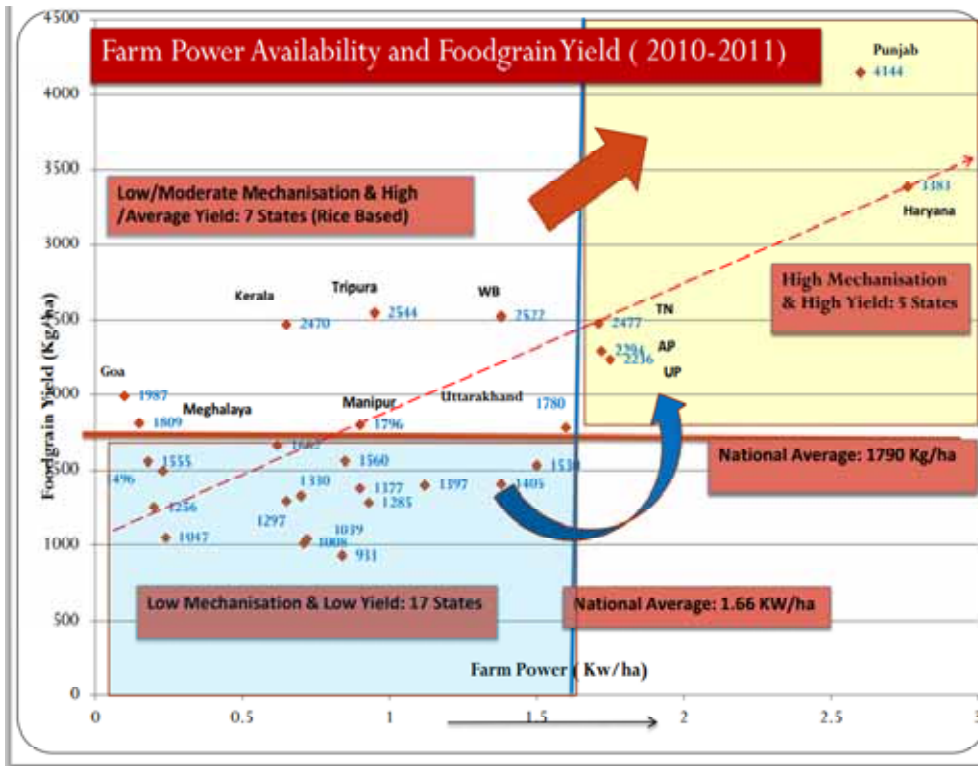 4500
Farm Power Availability and Foodgrain Yield ( 2010-2011)
Punjab
4144
4000
3500
Low/Moderate Mechanisation & High
/Average Yield: 7 States (Rice Based)
3383
Haryana
3000
High Mechanisation
& High Yield: 5 States
Kerala
Tripura
WB
2470
2544
2522
TN
2477
2294
AP
2236
UP
2500
2000
Foodgrain Yield (Kg/ha)
Goa
1987
1809
Meghalaya
Manipur
1796
Uttarakhand
1780
National Average: 1790 Kg/ha
1500
1555
1496
1560
1530
1330
1377
1397
1405
1256
1297
1285
1047
1039
1008
931
1000
Low Mechanisation & Low Yield: 17 States
National Average: 1.66 KW/ha
500
Farm Power ( Kw/ha)
0
0
0.5
1
1.5
2
2.5
3